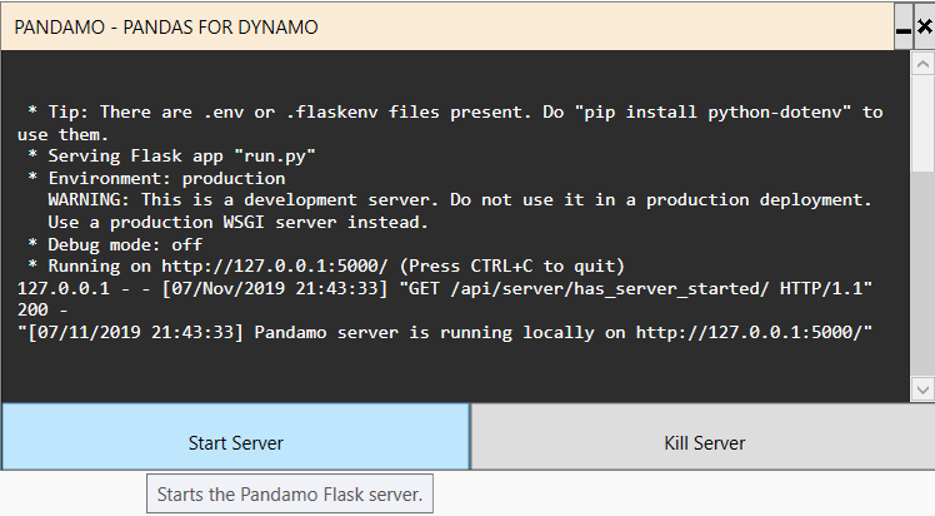 PANDAMO - PANDAS FOR DYNAMO
* Tip: There are .env or .flaskenv files present. Do "pip install python-dotenv" to
use them.
* Serving Flask app "run.py"
* Environment: production
WARNING: This is a development server. Do not use it in a production deployment.
Use a production WSGI server instead.
* Debug mode: off
* Running on http://127.0.0.1:5000/ (Press CTRL+C to quit)
127.0.0.1 - - [07/Nov/2019 21:43:33] "GET /api/server/has_server_started/ HTTP/1.1"
200 -
"[07/11/2019 21:43:33] Pandamo server is running locally on http://127.0.0.1:5000/"
Start Server
Kill Server
Starts the Pandamo Flask server.